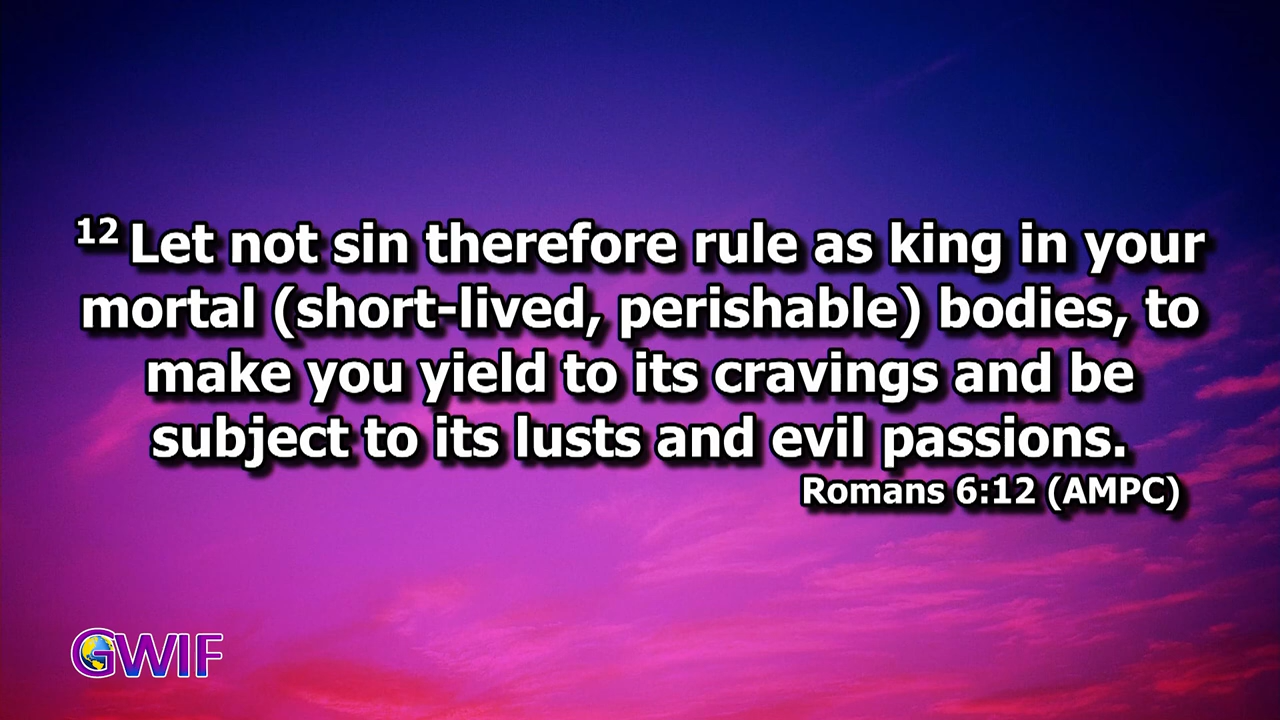 12 Let not sin therefore rule as king in your
mortal (short-lived, perishable) bodies, to
make you yield to its cravings and be
subject to its lusts and evil passions.
Romans 6:12 (AMPC)
GWIF